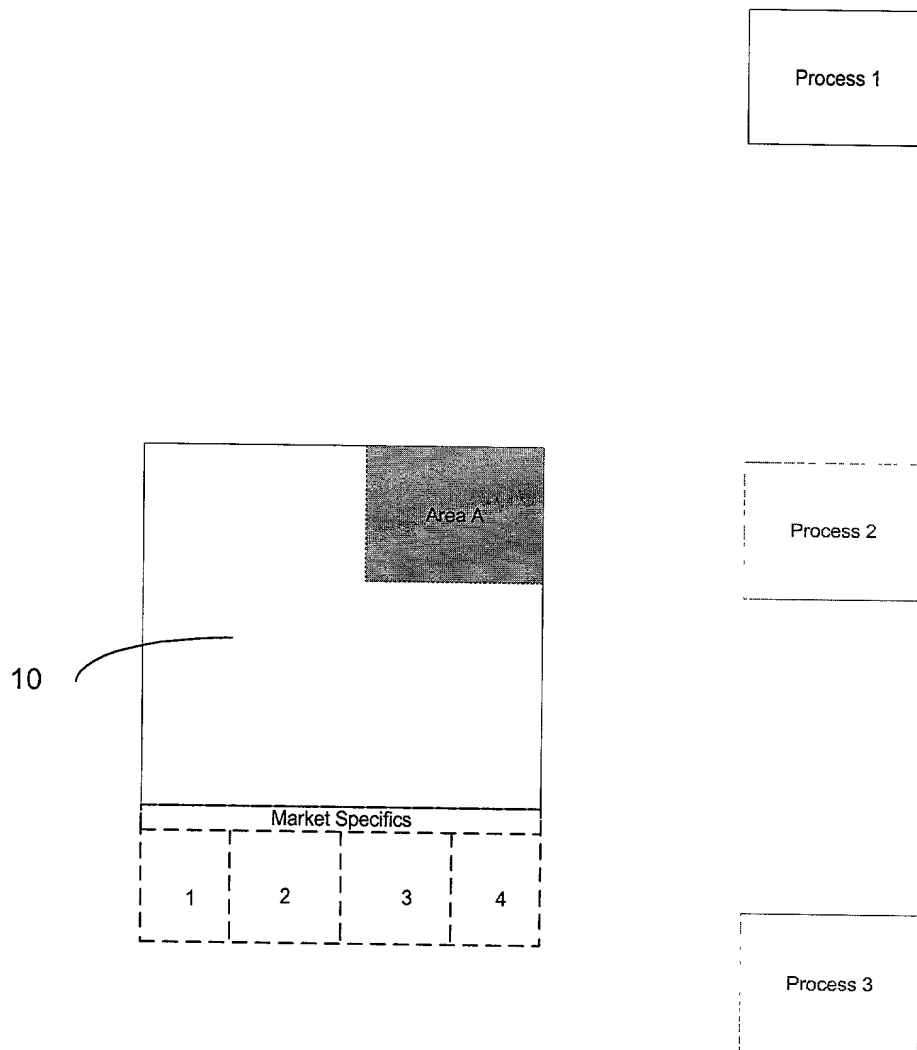 Process 1
Area A
Process 2
10
Market Specifics
1 2 3 4
Process 3